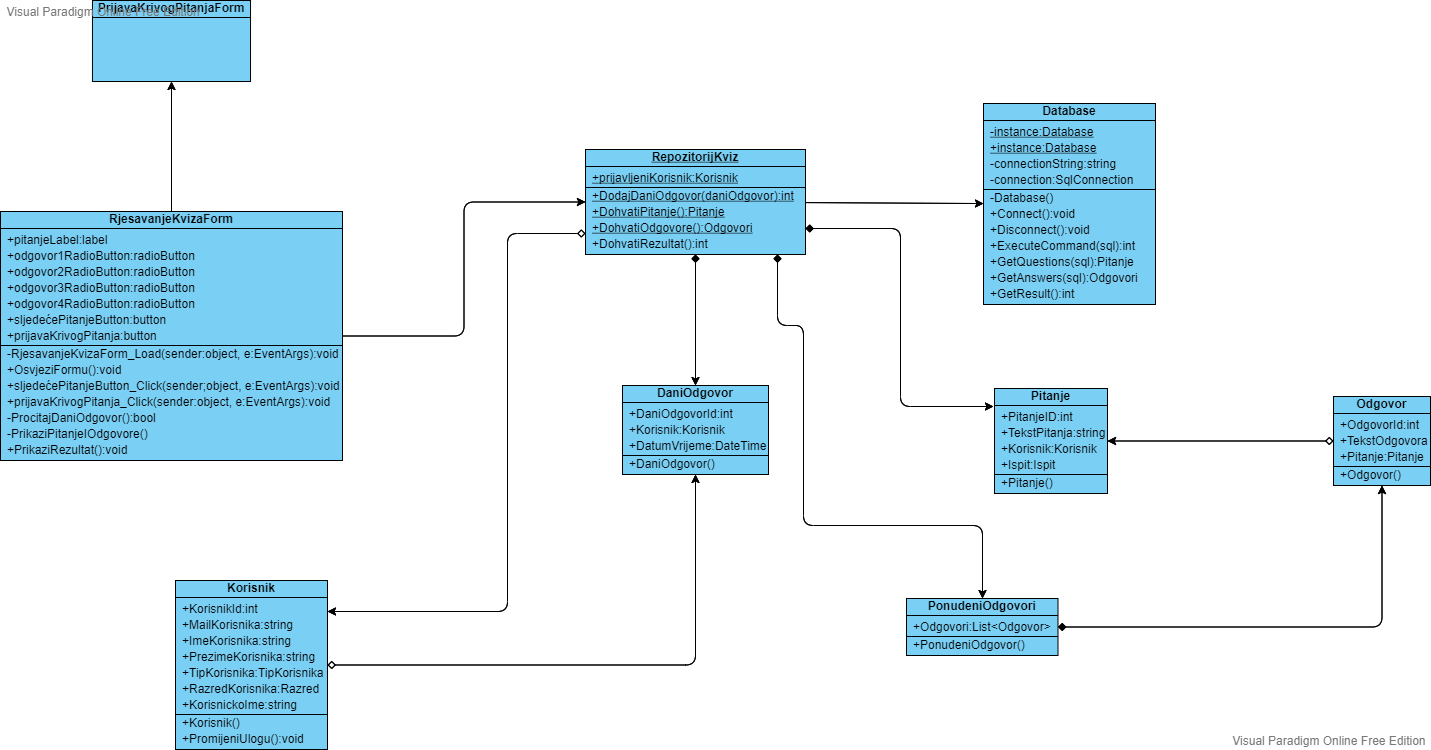 Visual Paradigm Online Free Edition
PrijavaKrivogPitanjaForm
RjesavanjeKvizaForm
+pitanjeLabel:label
+odgovor1RadioButton:radioButton
+odgovor2RadioButton:radioButton
+odgovor3RadioButton:radioButton
+odgovor4RadioButton:radioButton
+sljedećePitanjeButton:button
+prijavaKrivogPitanja:button
-RjesavanjeKvizaForm_Load(sender:object, e:EventArgs):void
+OsvjeziFormu():void
+sljedećePitanjeButton_Click(sender;object, e:EventArgs):void
+prijavaKrivogPitanja_Click(sender:object, e:EventArgs):void
-ProcitajDaniOdgovor():bool
-PrikaziPitanjeIOdgovore()
+PrikaziRezultat():void
RepozitorijKviz
+prijavljeniKorisnik:Korisnik
+DodajDaniOdgovor(daniOdgovor):int
+DohvatiPitanje():Pitanje
+DohvatiOdgovore():Odgovori
+DohvatiRezultat():int
Database
-instance:Database
+instance:Database
-connectionString:string
-connection:SqlConnection
-Database()
+Connect():void
+Disconnect():void
+ExecuteCommand(sql):int
+GetQuestions(sql):Pitanje
+GetAnswers(sql):Odgovori
+GetResult():int
DaniOdgovor
+DaniOdgovorId:int
+Korisnik:Korisnik
+DatumVrijeme:DateTime
+DaniOdgovor()
Pitanje
+PitanjeID:int
+TekstPitanja:string
+Korisnik:Korisnik
+Ispit:Ispit
+Pitanje()
Odgovor
+OdgovorId:int
+TekstOdgovora
+Pitanje:Pitanje
+Odgovor()
Korisnik
+KorisnikId:int
+MailKorisnika:string
+ImeKorisnika:string
+PrezimeKorisnika:string
+TipKorisnika:TipKorisnika
+RazredKorisnika:Razred
+KorisnickoIme:string
+Korisnik()
+PromijeniUlogu():void
PonudeniOdgovori
+Odgovori:List<Odgovor>
+PonudeniOdgovor()
Visual Paradigm Online Free Edition